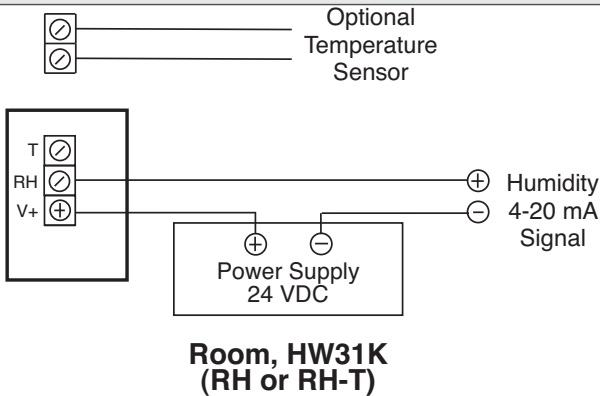 Optional
Temperature
Sensor
T
RH
V+
+
−
Humidity
4-20 mA
Signal
+
−
Power Supply
24 VDC
Room, HW31K
(RH or RH-T)